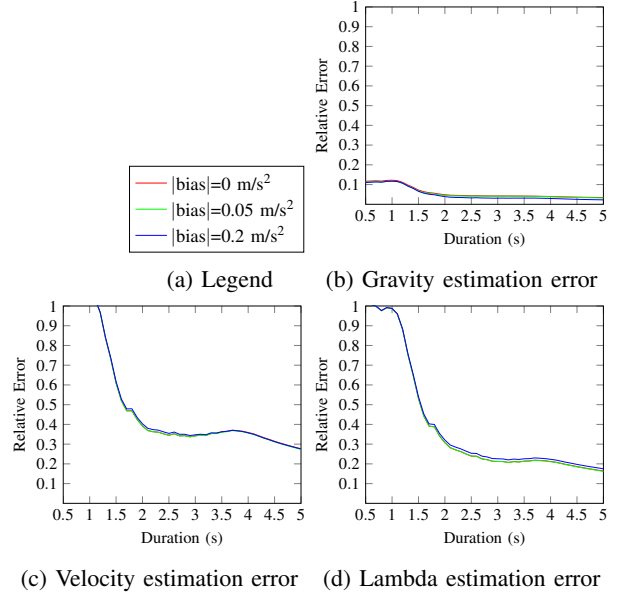 1
0.9
0.8
0.7
0.6
0.5
0.4
0.3
0.2
0.1
Relative Error
0.5 1 1.5 2 2.5 3 3.5 4 4.5 5
Duration (s)
|bias|=0 m/s²
|bias|=0.05 m/s²
|bias|=0.2 m/s²
(a) Legend
(b) Gravity estimation error
1
0.9
0.8
0.7
0.6
0.5
0.4
0.3
0.2
0.1
Relative Error
0.5 1 1.5 2 2.5 3 3.5 4 4.5 5
Duration (s)
(c) Velocity estimation error
1
0.9
0.8
0.7
0.6
0.5
0.4
0.3
0.2
0.1
Relative Error
0.5 1 1.5 2 2.5 3 3.5 4 4.5 5
Duration (s)
(d) Lambda estimation error